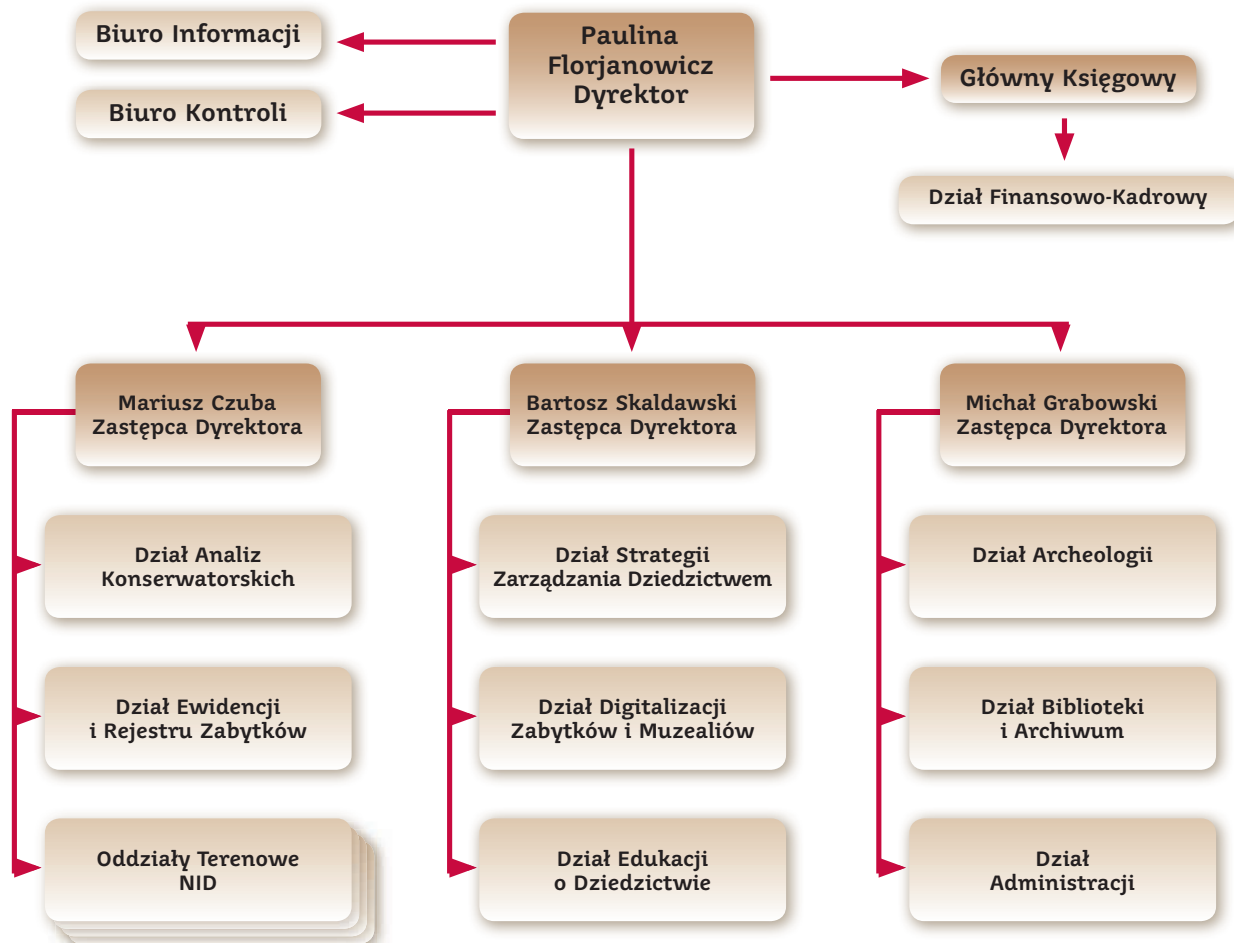 Biuro Informacji
Biuro Kontroli
Paulina
Florjanowicz
Dyrektor
Główny Księgowy
Dział Finansowo-Kadrowy
Mariusz Czuba
Zastępca Dyrektora
Bartosz Skaldawski
Zastępca Dyrektora
Michał Grabowski
Zastępca Dyrektora
Dział Analiz
Konserwatorskich
Dział Strategii
Zarządzania Dziedzictwem
Dział Archeologii
Dział Ewidencji
i Rejestru Zabytków
Dział Digitalizacji
Zabytków i Muzealiów
Dział Biblioteki
i Archiwum
Oddziały Terenowe
NID
Dział Edukacji
o Dziedzictwie
Dział
Administracji